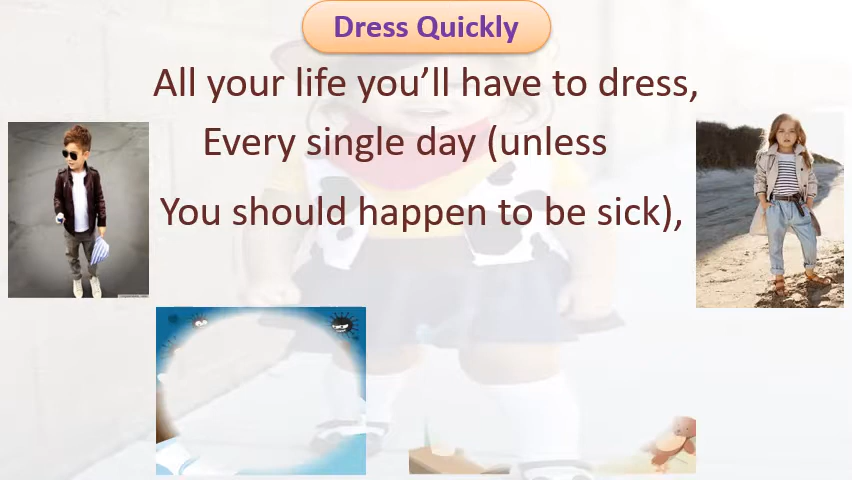 Dress Quickly
All your life you’ll have to dress,
Every single day (unless
You should happen to be sick),